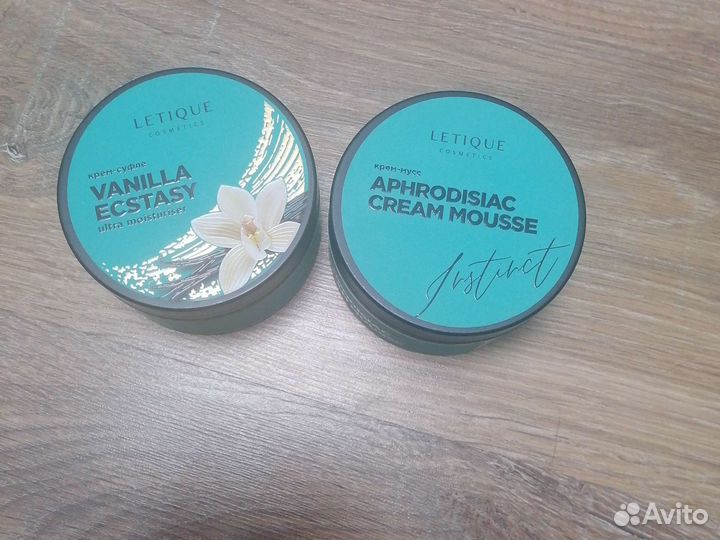 LETIQUE
COSMETICS
крем-суфле
VANILLA
ECSTASY
ultra moisturiser
LETIQUE
COSMETICS
крем-мусс
APHRODISIAC
CREAM MOUSSE
Instinct
Avito